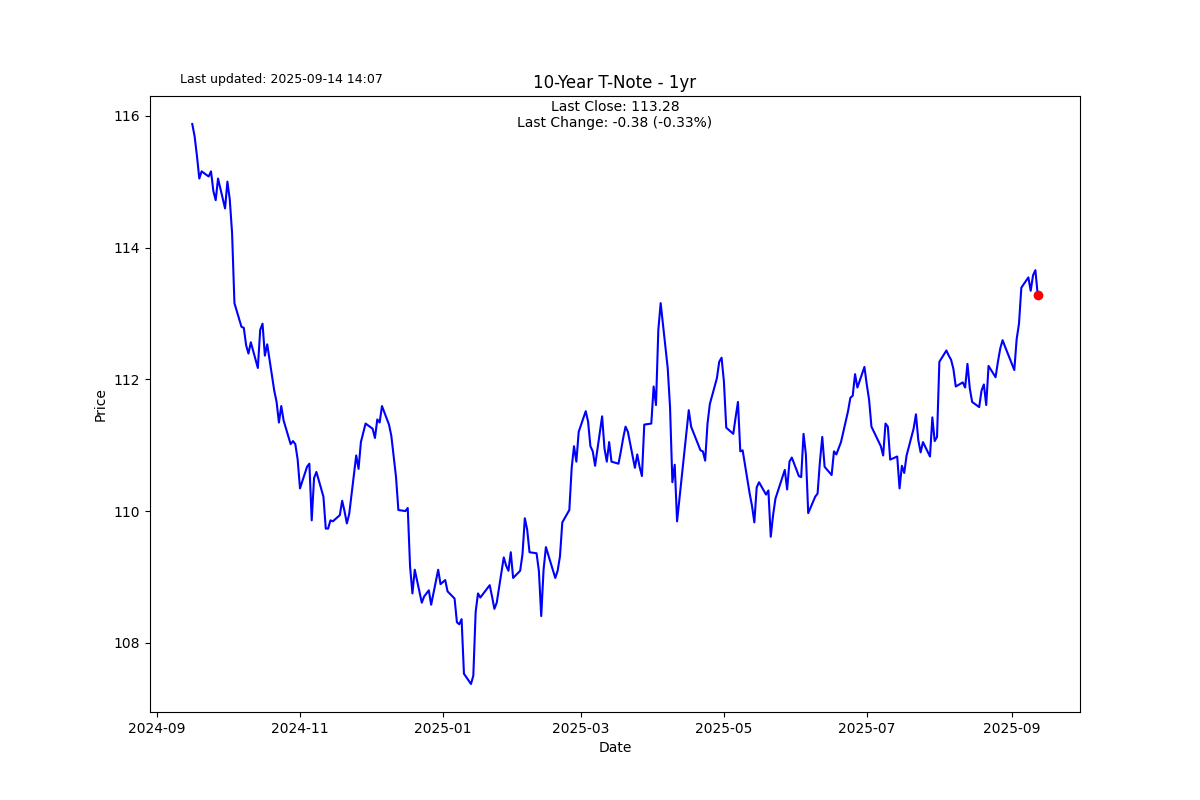 Last updated: 2025-09-14 14:07
10-Year T-Note - 1yr
Last Close: 113.28
Last Change: -0.38 (-0.33%)
Price
116
114
112
110
108
2024-09 2024-11 2025-01 2025-03 2025-05 2025-07 2025-09
Date